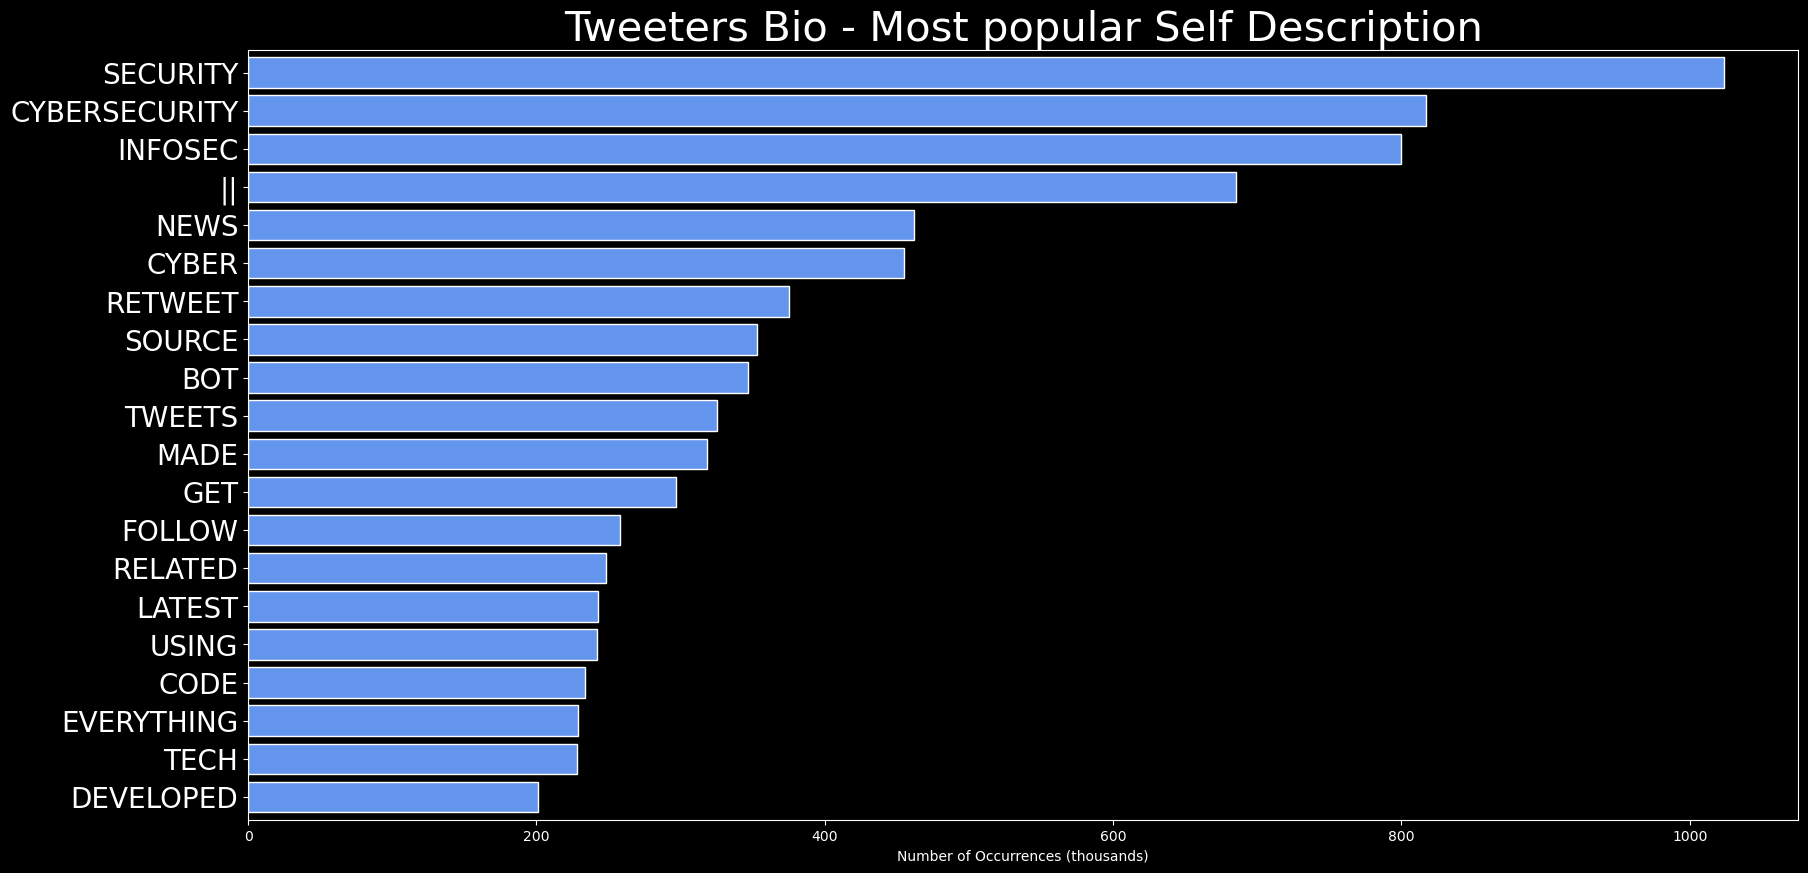 Tweeters Bio - Most popular Self Description
SECURITY
CYBERSECURITY
INFOSEC
||
NEWS
CYBER
RETWEET
SOURCE
BOT
TWEETS
MADE
GET
FOLLOW
RELATED
LATEST
USING
CODE
EVERYTHING
TECH
DEVELOPED
0 200 400 600 800 1000
Number of Occurrences (thousands)